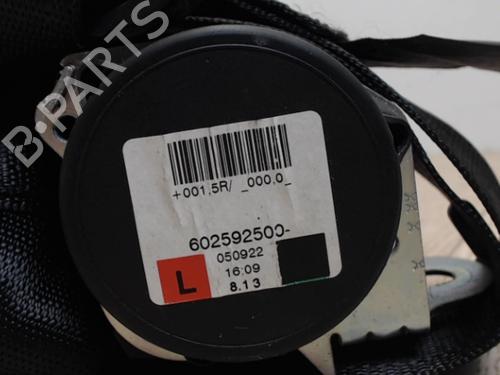 B-PARTS
+001,5R/ _000,0_
602592500-
050922
L
16:09
8.13